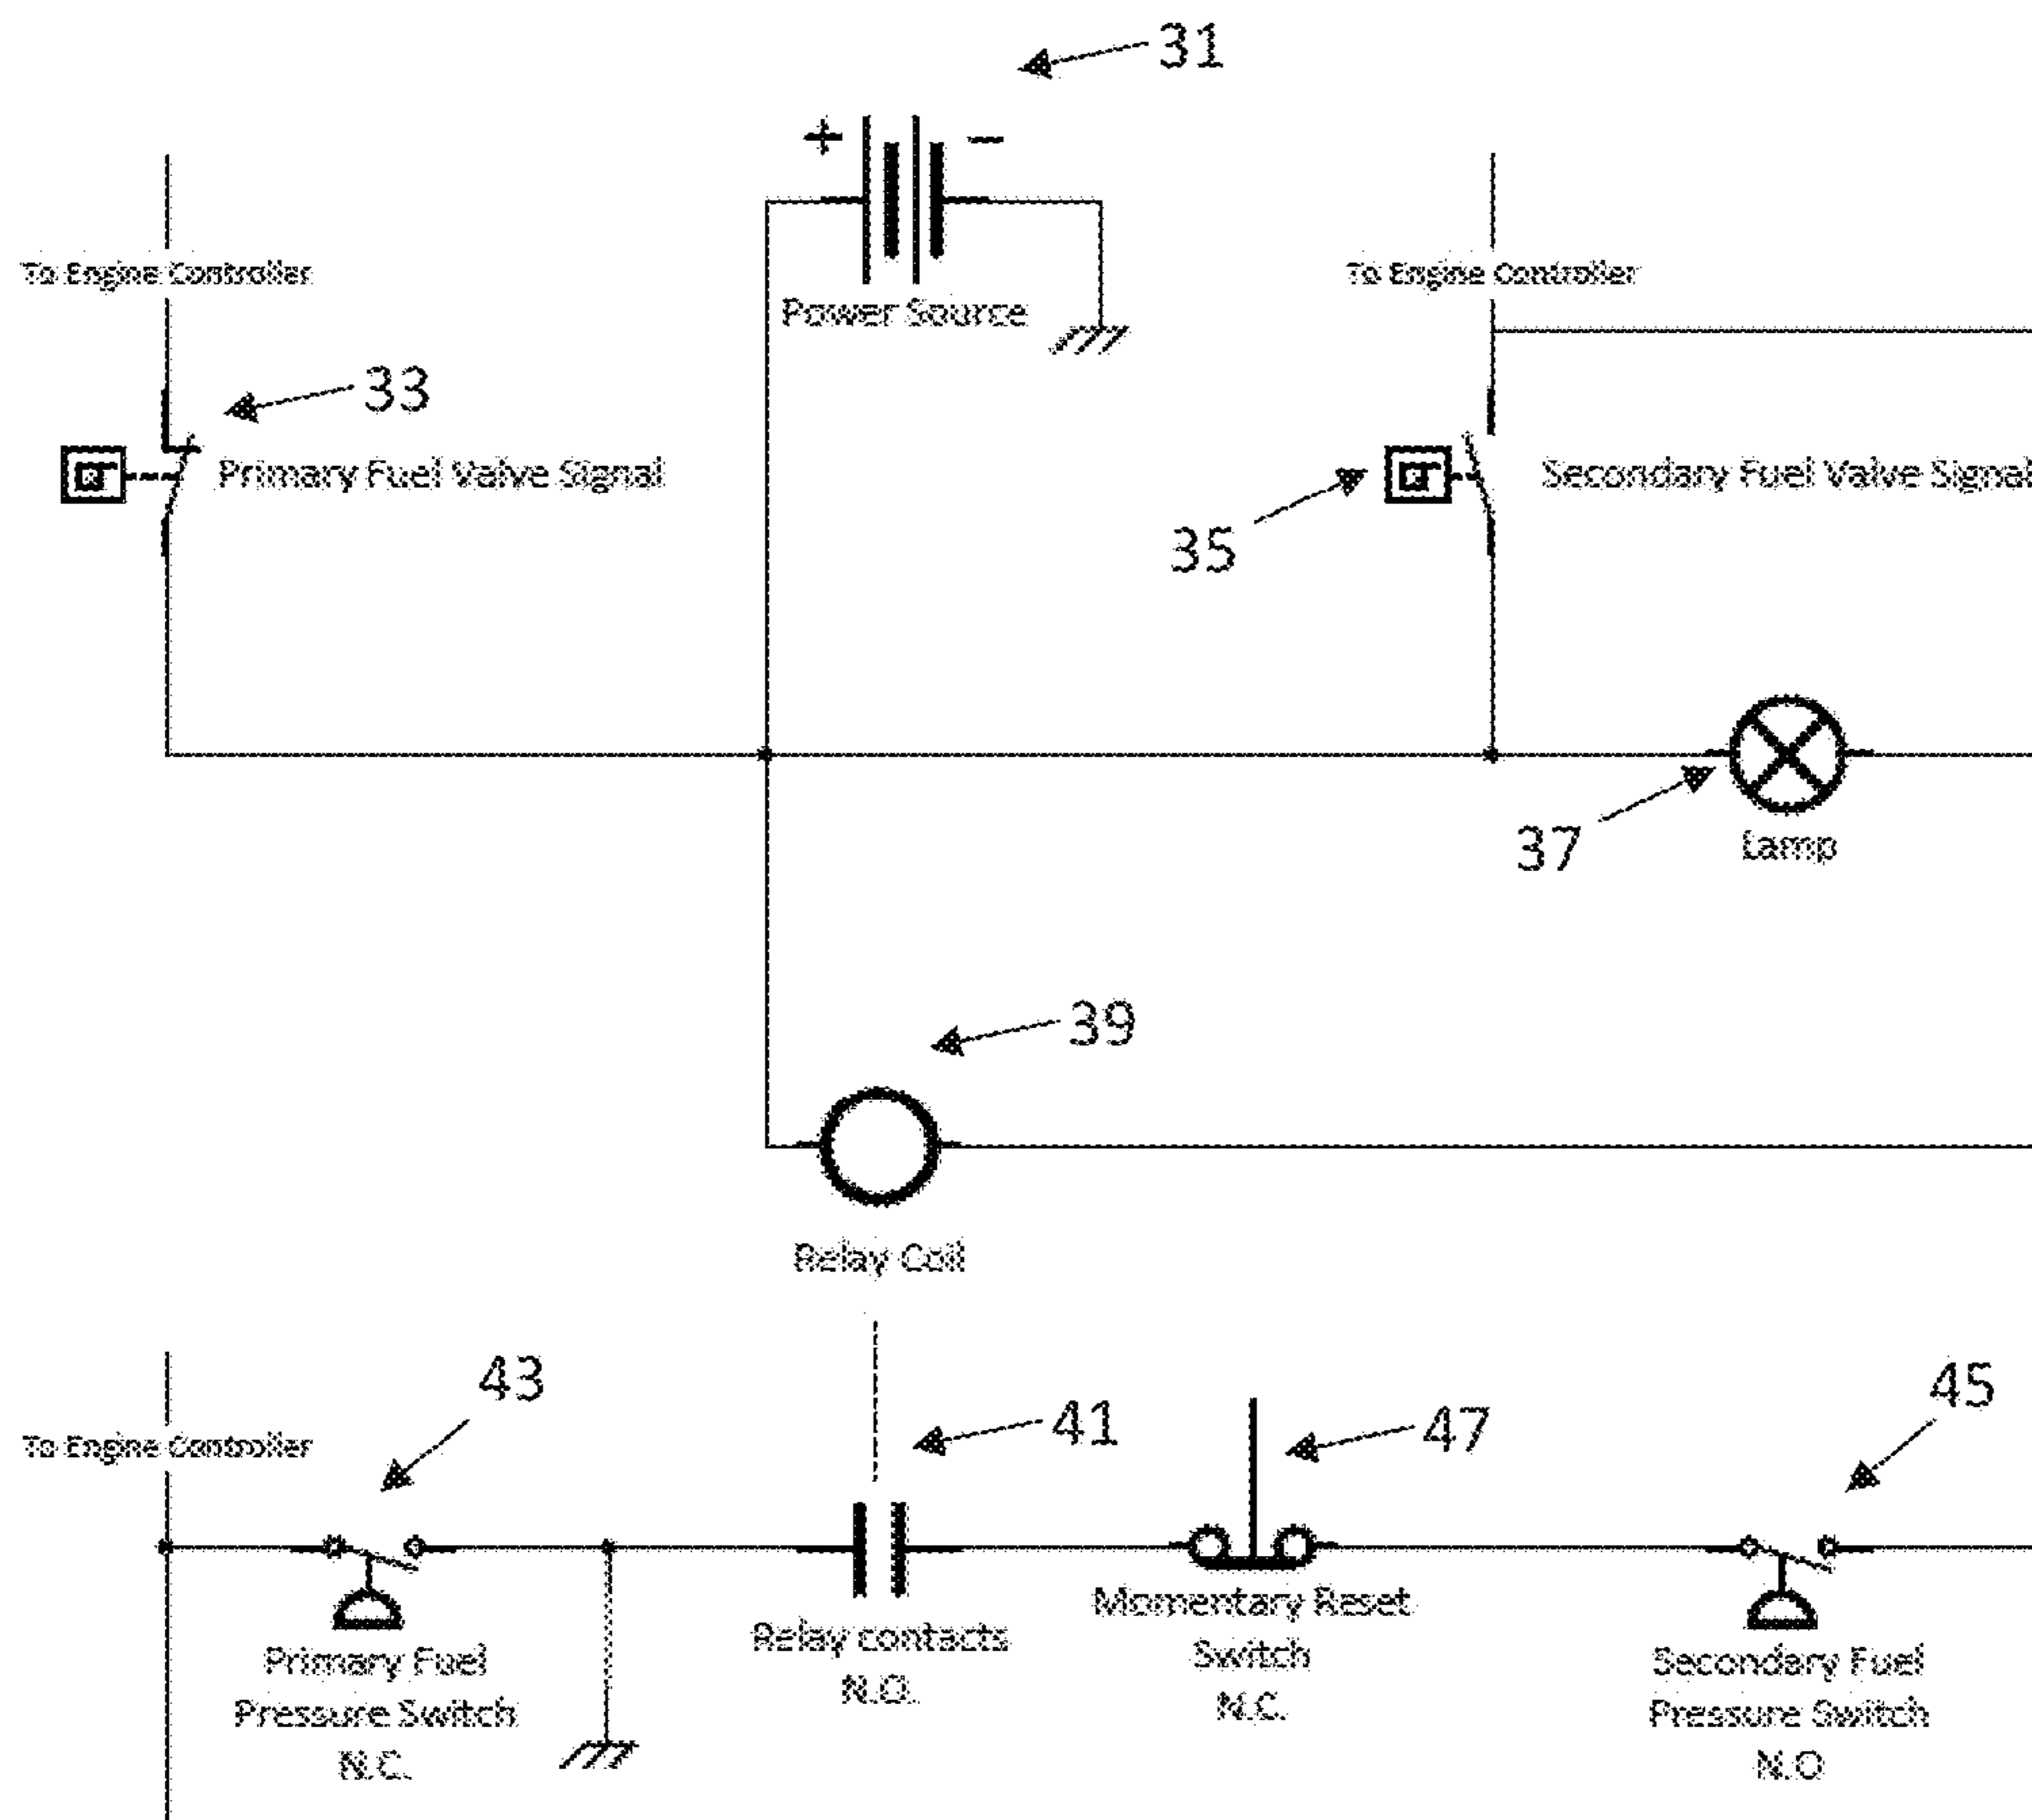 31
+ −
To Engine Controller
To Engine Controller
Power Source
33
Primary Fuel Valve Signal
Secondary Fuel Valve Signal
35
37
Lamp
39
Relay Coil
43
45
41
47
To Engine Controller
Primary Fuel
Pressure Switch
N.C.
Relay contacts
N.O.
Momentary Reset
Switch
N.C.
Secondary Fuel
Pressure Switch
N.O